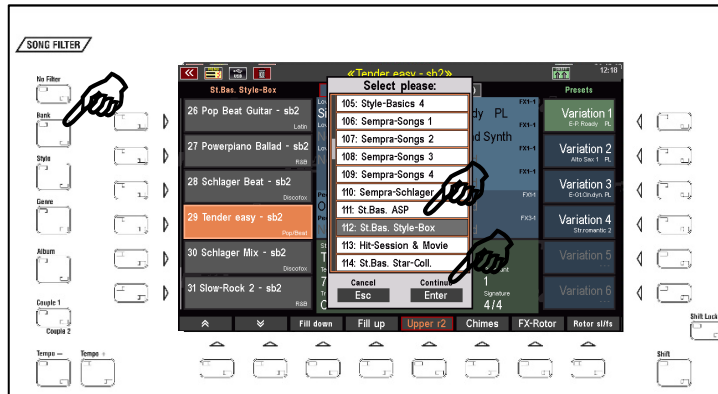 SONG FILTER
No Filter
Bank
Style
Genre
Album
Couple 1
Couple 2
Tempo –
Tempo +
Shift Lock
Shift
12:18
«Tender easy - sb2»
St.Bas. Style-Box
Presets
26 Pop Beat Guitar - sb2
Latin
27 Powerpiano Ballad - sb2
R&B
28 Schlager Beat - sb2
Discofox
29 Tender easy - sb2
Pop/Beat
30 Schlager Mix - sb2
Discofox
31 Slow-Rock 2 - sb2
R&B
Select please:
105: Style-Basics 4
106: Sempra-Songs 1
107: Sempra-Songs 2
108: Sempra-Songs 3
109: Sempra-Songs 4
110: Sempra-Schlager
111: St.Bas. ASP
112: St.Bas. Style-Box
113: Hit-Session & Movie
114: St.Bas. Star-Coll.
Cancel
Continue
Esc
Enter
FX1-1
dy PL
FX1-1
d Synth
FX1-1
FX3-1
1
Signature
4/4
Variation 1
E-P. Roady PL
Variation 2
Alto Sax 1 PL
Variation 3
E-Gt.Ch.dyn. PL
Variation 4
Str.romantic 2
Variation 5
Variation 6
Fill down
Fill up
Upper r2
Chimes
FX-Rotor
Rotor sl/fs